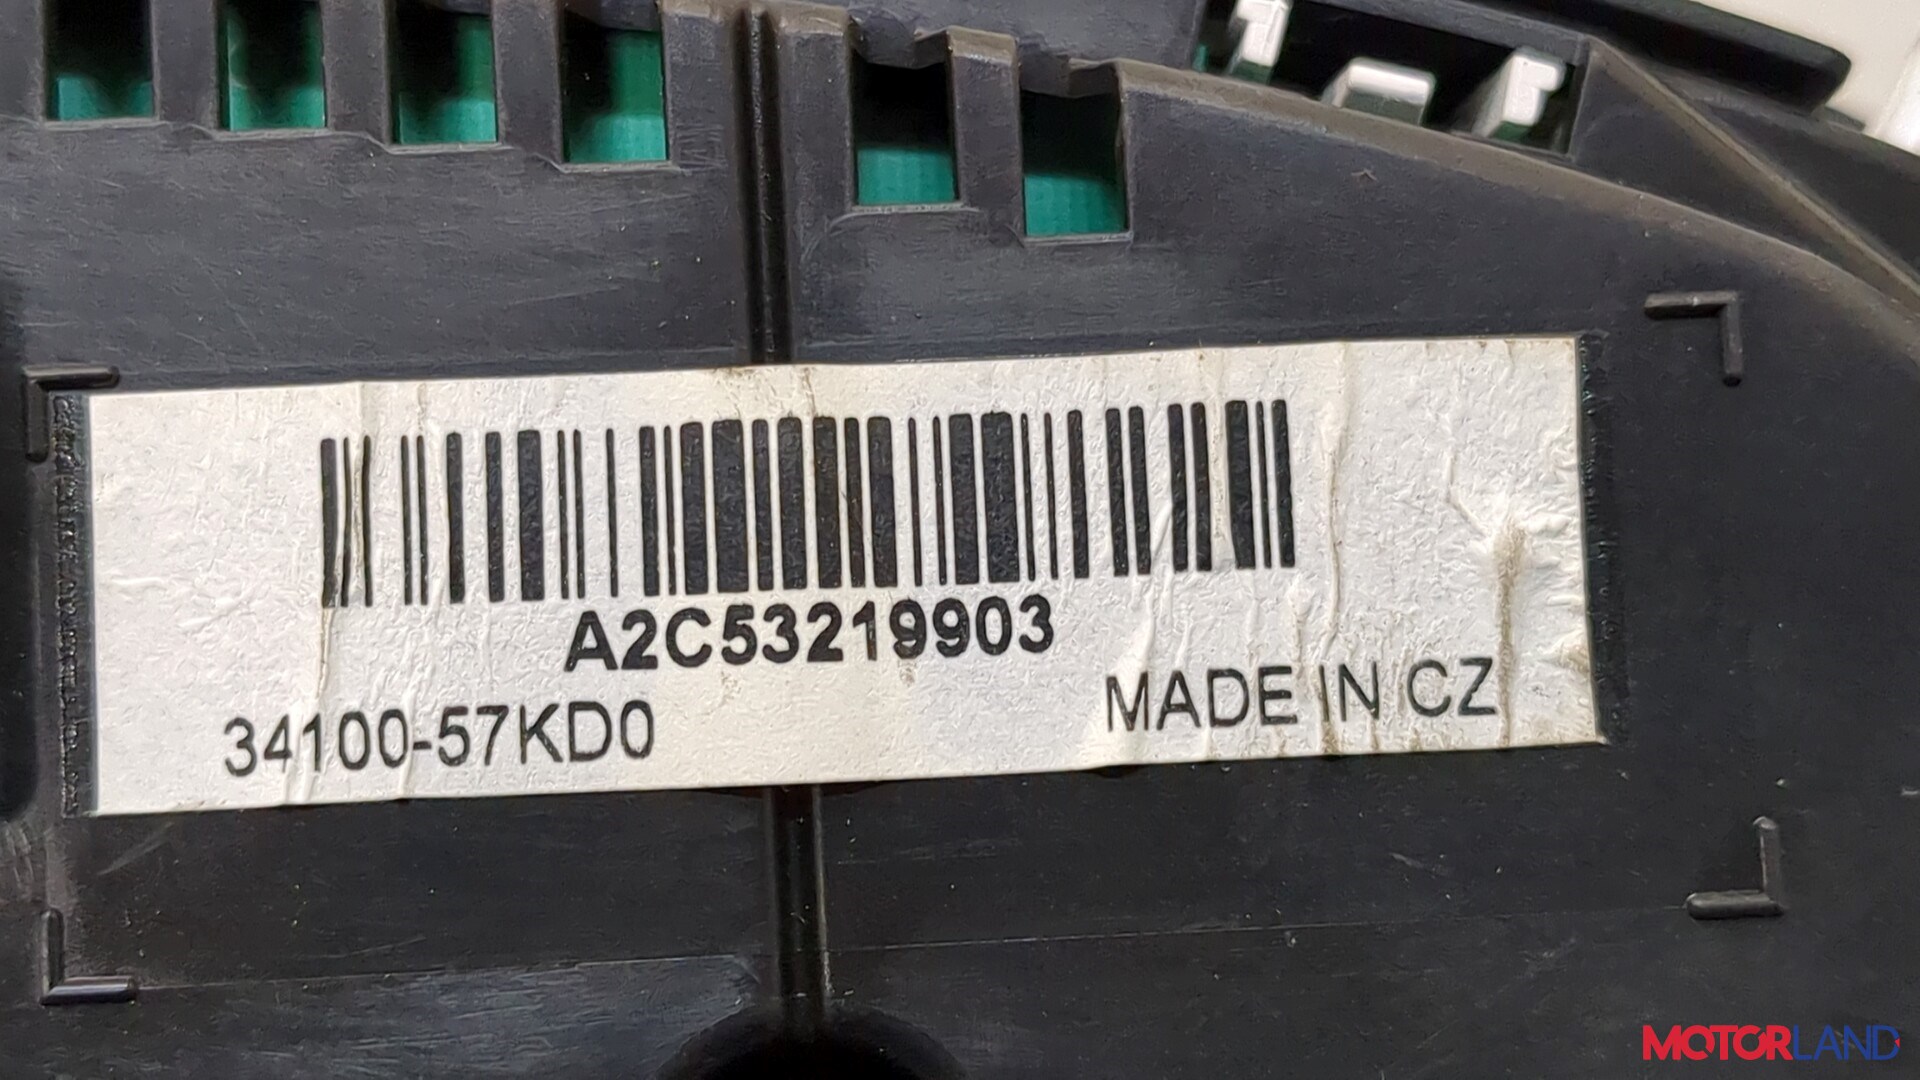 A2C53219903
34100-57KD0
MADE IN CZ
MOTORLAND